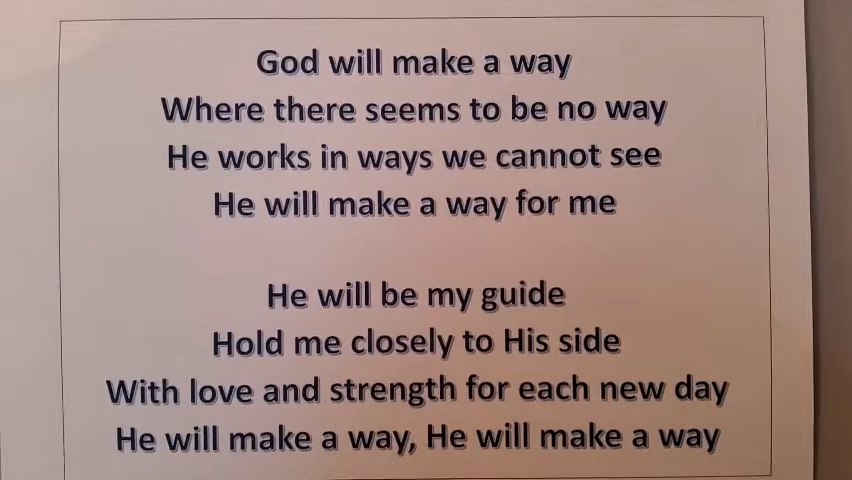 God will make a way
Where there seems to be no way
He works in ways we cannot see
He will make a way for me
He will be my guide
Hold me closely to His side
With love and strength for each new day
He will make a way, He will make a way